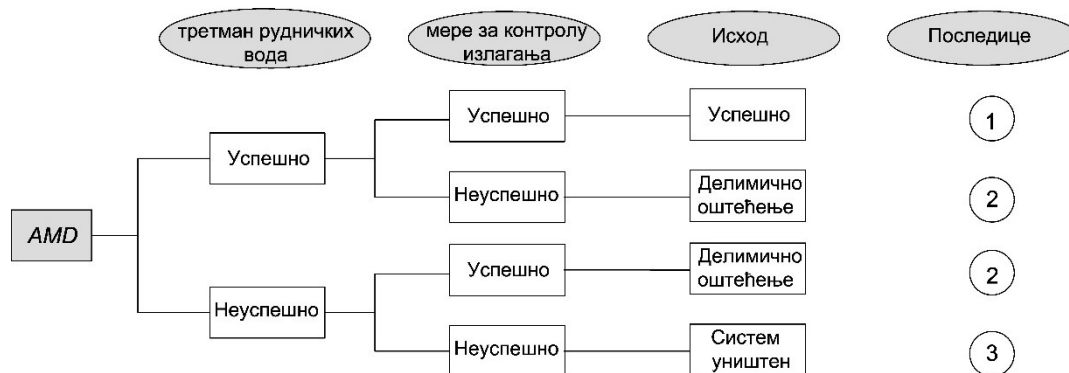 третман рудничких
вода
мере за контролу
излагања
Исход
Последице
Успешно
Успешно
1
Успешно
Неуспешно
Делимично
оштећење
2
AMD
Успешно
Делимично
оштећење
2
Неуспешно
Неуспешно
Систем
уништен
3